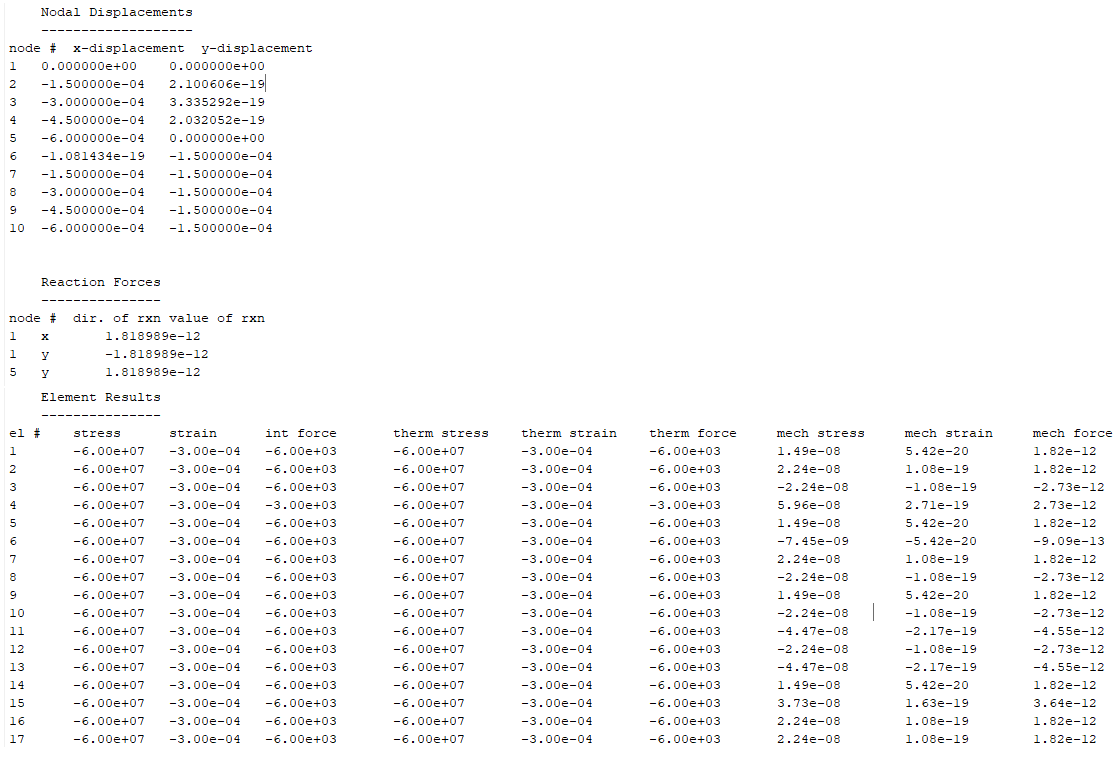 Nodal Displacements
-------------------
node #  x-displacement  y-displacement
1   0.000000e+00    0.000000e+00
2   -1.500000e-04   2.100606e-19
3   -3.000000e-04   3.335292e-19
4   -4.500000e-04   2.032052e-19
5   -6.000000e-04   0.000000e+00
6   -1.081434e-19   -1.500000e-04
7   -1.500000e-04   -1.500000e-04
8   -3.000000e-04   -1.500000e-04
9   -4.500000e-04   -1.500000e-04
10  -6.000000e-04   -1.500000e-04
Reaction Forces
---------------
node #  dir. of rxn value of rxn
1   x       1.818989e-12
1   y       -1.818989e-12
5   y       1.818989e-12
Element Results
---------------
el #    stress      strain      int force       therm stress    therm strain    therm force     mech stress     mech strain     mech force
1       -6.00e+07   -3.00e-04   -6.00e+03       -6.00e+07       -3.00e-04       -6.00e+03       1.49e-08        5.42e-20        1.82e-12
2       -6.00e+07   -3.00e-04   -6.00e+03       -6.00e+07       -3.00e-04       -6.00e+03       2.24e-08        1.08e-19        1.82e-12
3       -6.00e+07   -3.00e-04   -6.00e+03       -6.00e+07       -3.00e-04       -6.00e+03       -2.24e-08       -1.08e-19       -2.73e-12
4       -6.00e+07   -3.00e-04   -3.00e+03       -6.00e+07       -3.00e-04       -3.00e+03       5.96e-08        2.71e-19        2.73e-12
5       -6.00e+07   -3.00e-04   -6.00e+03       -6.00e+07       -3.00e-04       -6.00e+03       1.49e-08        5.42e-20        1.82e-12
6       -6.00e+07   -3.00e-04   -6.00e+03       -6.00e+07       -3.00e-04       -6.00e+03       -7.45e-09       -5.42e-20       -9.09e-13
7       -6.00e+07   -3.00e-04   -6.00e+03       -6.00e+07       -3.00e-04       -6.00e+03       2.24e-08        1.08e-19        1.82e-12
8       -6.00e+07   -3.00e-04   -6.00e+03       -6.00e+07       -3.00e-04       -6.00e+03       -2.24e-08       -1.08e-19       -2.73e-12
9       -6.00e+07   -3.00e-04   -6.00e+03       -6.00e+07       -3.00e-04       -6.00e+03       1.49e-08        5.42e-20        1.82e-12
10      -6.00e+07   -3.00e-04   -6.00e+03       -6.00e+07       -3.00e-04       -6.00e+03       -2.24e-08       -1.08e-19       -2.73e-12
11      -6.00e+07   -3.00e-04   -6.00e+03       -6.00e+07       -3.00e-04       -6.00e+03       -4.47e-08       -2.17e-19       -4.55e-12
12      -6.00e+07   -3.00e-04   -6.00e+03       -6.00e+07       -3.00e-04       -6.00e+03       -2.24e-08       -1.08e-19       -2.73e-12
13      -6.00e+07   -3.00e-04   -6.00e+03       -6.00e+07       -3.00e-04       -6.00e+03       -4.47e-08       -2.17e-19       -4.55e-12
14      -6.00e+07   -3.00e-04   -6.00e+03       -6.00e+07       -3.00e-04       -6.00e+03       1.49e-08        5.42e-20        1.82e-12
15      -6.00e+07   -3.00e-04   -6.00e+03       -6.00e+07       -3.00e-04       -6.00e+03       3.73e-08        1.63e-19        3.64e-12
16      -6.00e+07   -3.00e-04   -6.00e+03       -6.00e+07       -3.00e-04       -6.00e+03       2.24e-08        1.08e-19        1.82e-12
17      -6.00e+07   -3.00e-04   -6.00e+03       -6.00e+07       -3.00e-04       -6.00e+03       2.24e-08        1.08e-19        1.82e-12